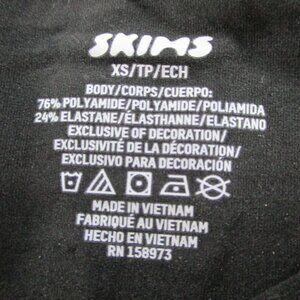 SKIMS
XS/TP/ECH
BODY/CORPS/CUERPO:
76% POLYAMIDE/POLYAMIDE/POLIAMIDA
24% ELASTANE/ÉLASTHANNE/ELASTANO
EXCLUSIVE OF DECORATION/
EXCLUSIVITÉ DE LA DÉCORATION/
EXCLUSIVO PARA DECORACIÓN
MADE IN VIETNAM
FABRIQUÉ AU VIETNAM
HECHO EN VIETNAM
RN 158973